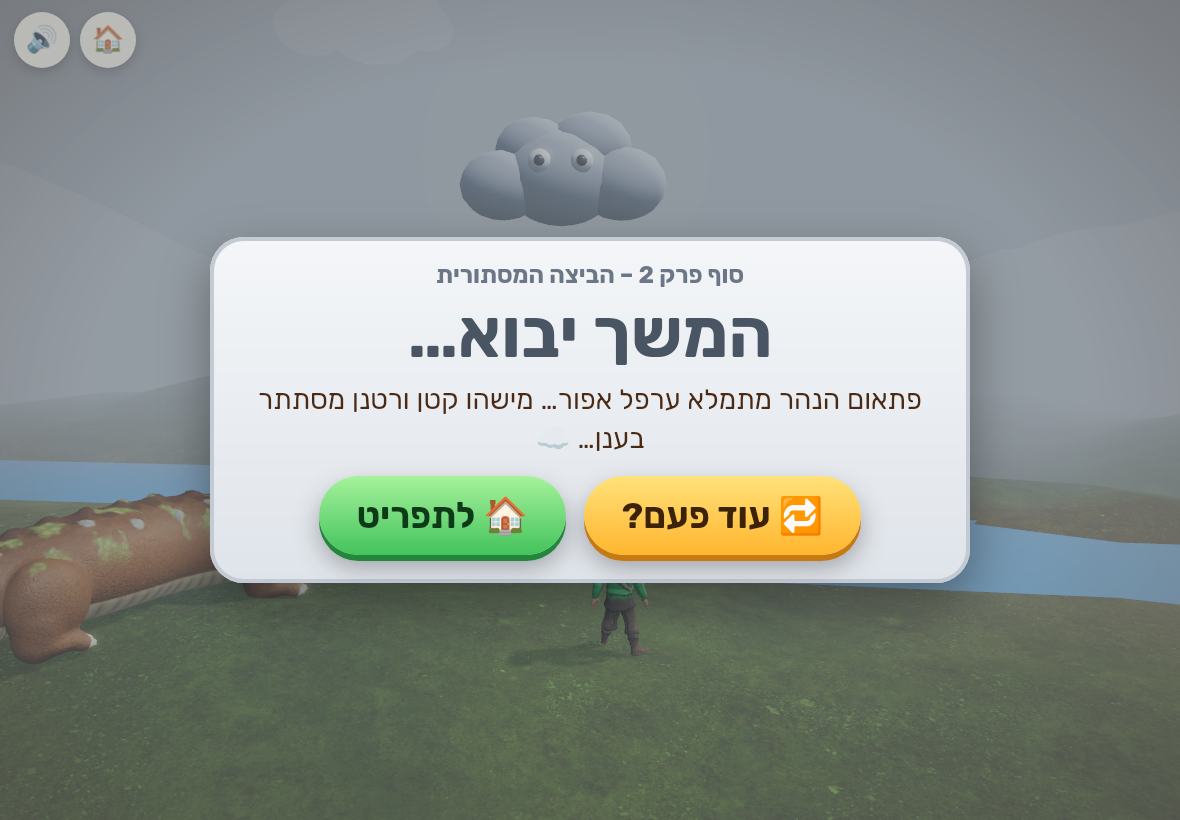 סוף פרק 2 – הביצה המסתורית
המשך יבוא...
פתאום הנהר מתמלא ערפל אפור... מישהו קטן ורטנן מסתתר
בענן... ☁️
🔁 עוד פעם?
🏠 לתפריט